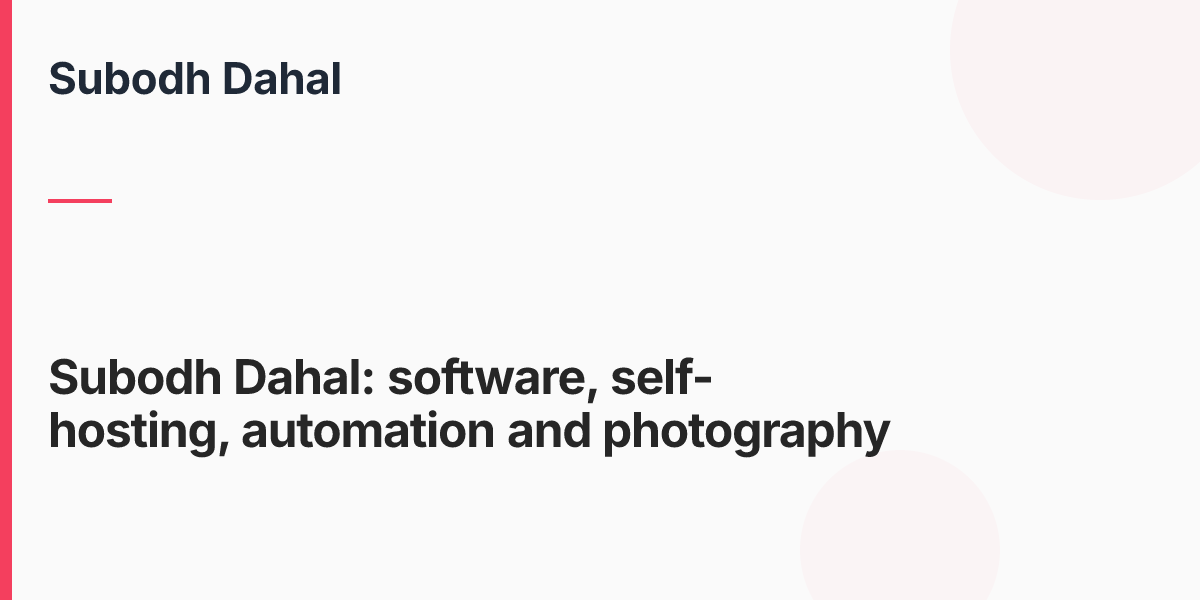 Subodh Dahal
Subodh Dahal: software, self-
hosting, automation and photography